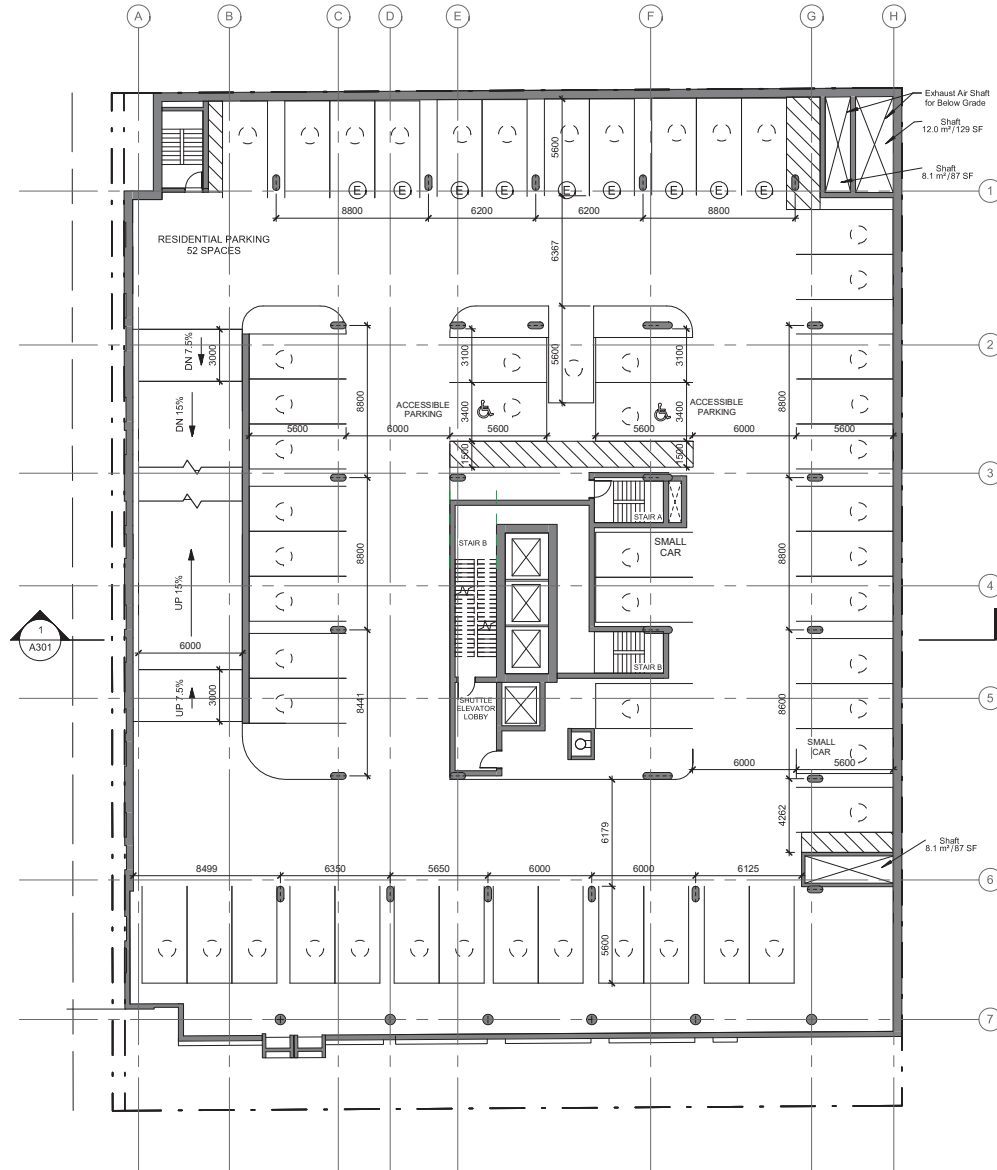 A
B
C
D
E
F
G
H
Exhaust Air Shaft
for Below Grade
Shaft
12.0 m²/129 SF
Shaft
8.1 m²/87 SF
5600
E
E
E
E
E
E
E
E
E
1
8800
6200
6200
8800
RESIDENTIAL PARKING
52 SPACES
6367
2
DN 7.5%
3000
3100
5600
3100
DN 15%
8800
ACCESSIBLE
PARKING
3400
3400
ACCESSIBLE
PARKING
8800
5600
6000
5600
5600
6000
5600
1500
1500
3
STAIR A
STAIR B
SMALL
CAR
8800
8800
UP 15%
4
1
A301
6000
STAIR B
UP 7.5%
3000
8441
SHUTTLE
ELEVATOR
LOBBY
8600
5
SMALL
CAR
6000
5600
4262
6179
Shaft
8.1 m²/87 SF
8499
6350
5650
6000
6000
6125
6
5600
7